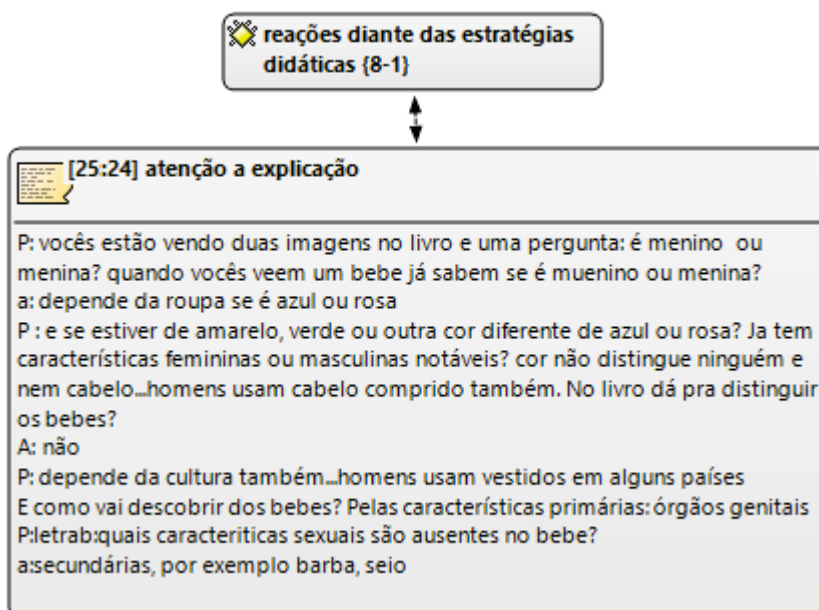 reações diante das estratégias
didáticas {8-1}
[25:24] atenção a explicação
P: vocês estão vendo duas imagens no livro e uma pergunta: é menino ou
menina? quando vocês veem um bebe já sabem se é muenino ou menina?
a: depende da roupa se é azul ou rosa
P : e se estiver de amarelo, verde ou outra cor diferente de azul ou rosa? Ja tem
características femininas ou masculinas notáveis? cor não distingue ninguém e
nem cabelo...homens usam cabelo comprido também. No livro dá pra distinguir
os bebes?
A: não
P: depende da cultura também...homens usam vestidos em alguns países
E como vai descobrir dos bebes? Pelas características primárias: órgãos genitais
P:letrab:quais caracteriticas sexuais são ausentes no bebe?
a:secundárias, por exemplo barba, seio